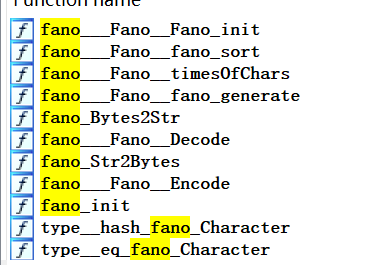 Function name
fano___Fano__Fano_init
fano___Fano__fano_sort
fano___Fano__timesOfChars
fano___Fano__fano_generate
fano_Bytes2Str
fano___Fano__Decode
fano_Str2Bytes
fano___Fano__Encode
fano_init
type__hash_fano_Character
type__eq_fano_Character